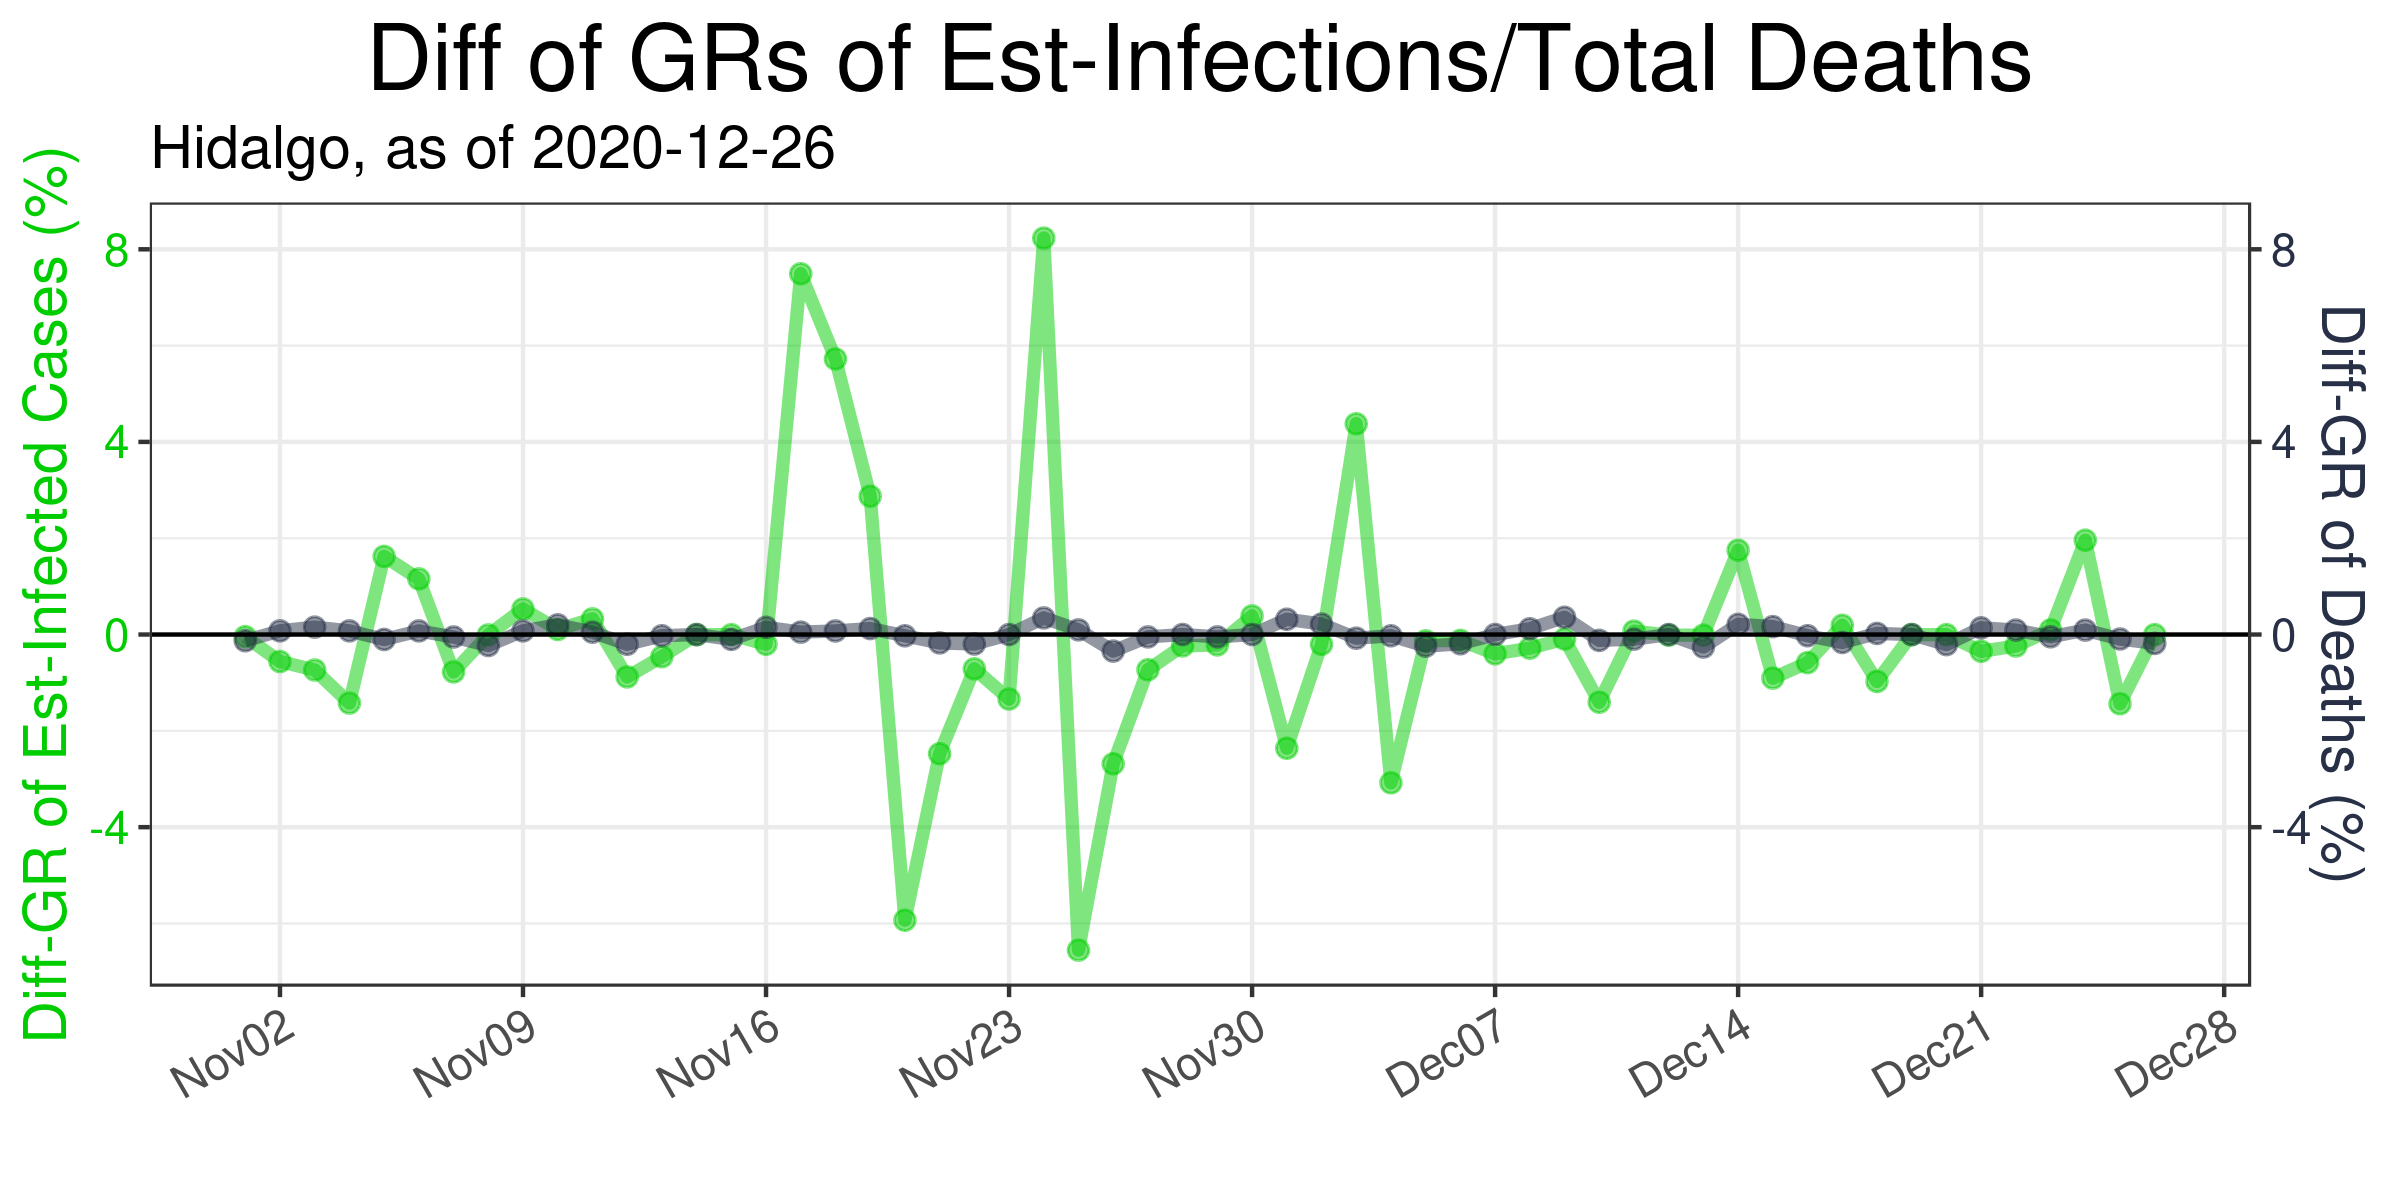 Diff of GRs of Est-Infections/Total Deaths
Hidalgo, as of 2020-12-26
Diff-GR of Est-Infected Cases (%)
8
4
0
-4
8
4
0
-4
Diff-GR of Deaths (%)
Nov02
Nov09
Nov16
Nov23
Nov30
Dec07
Dec14
Dec21
Dec28